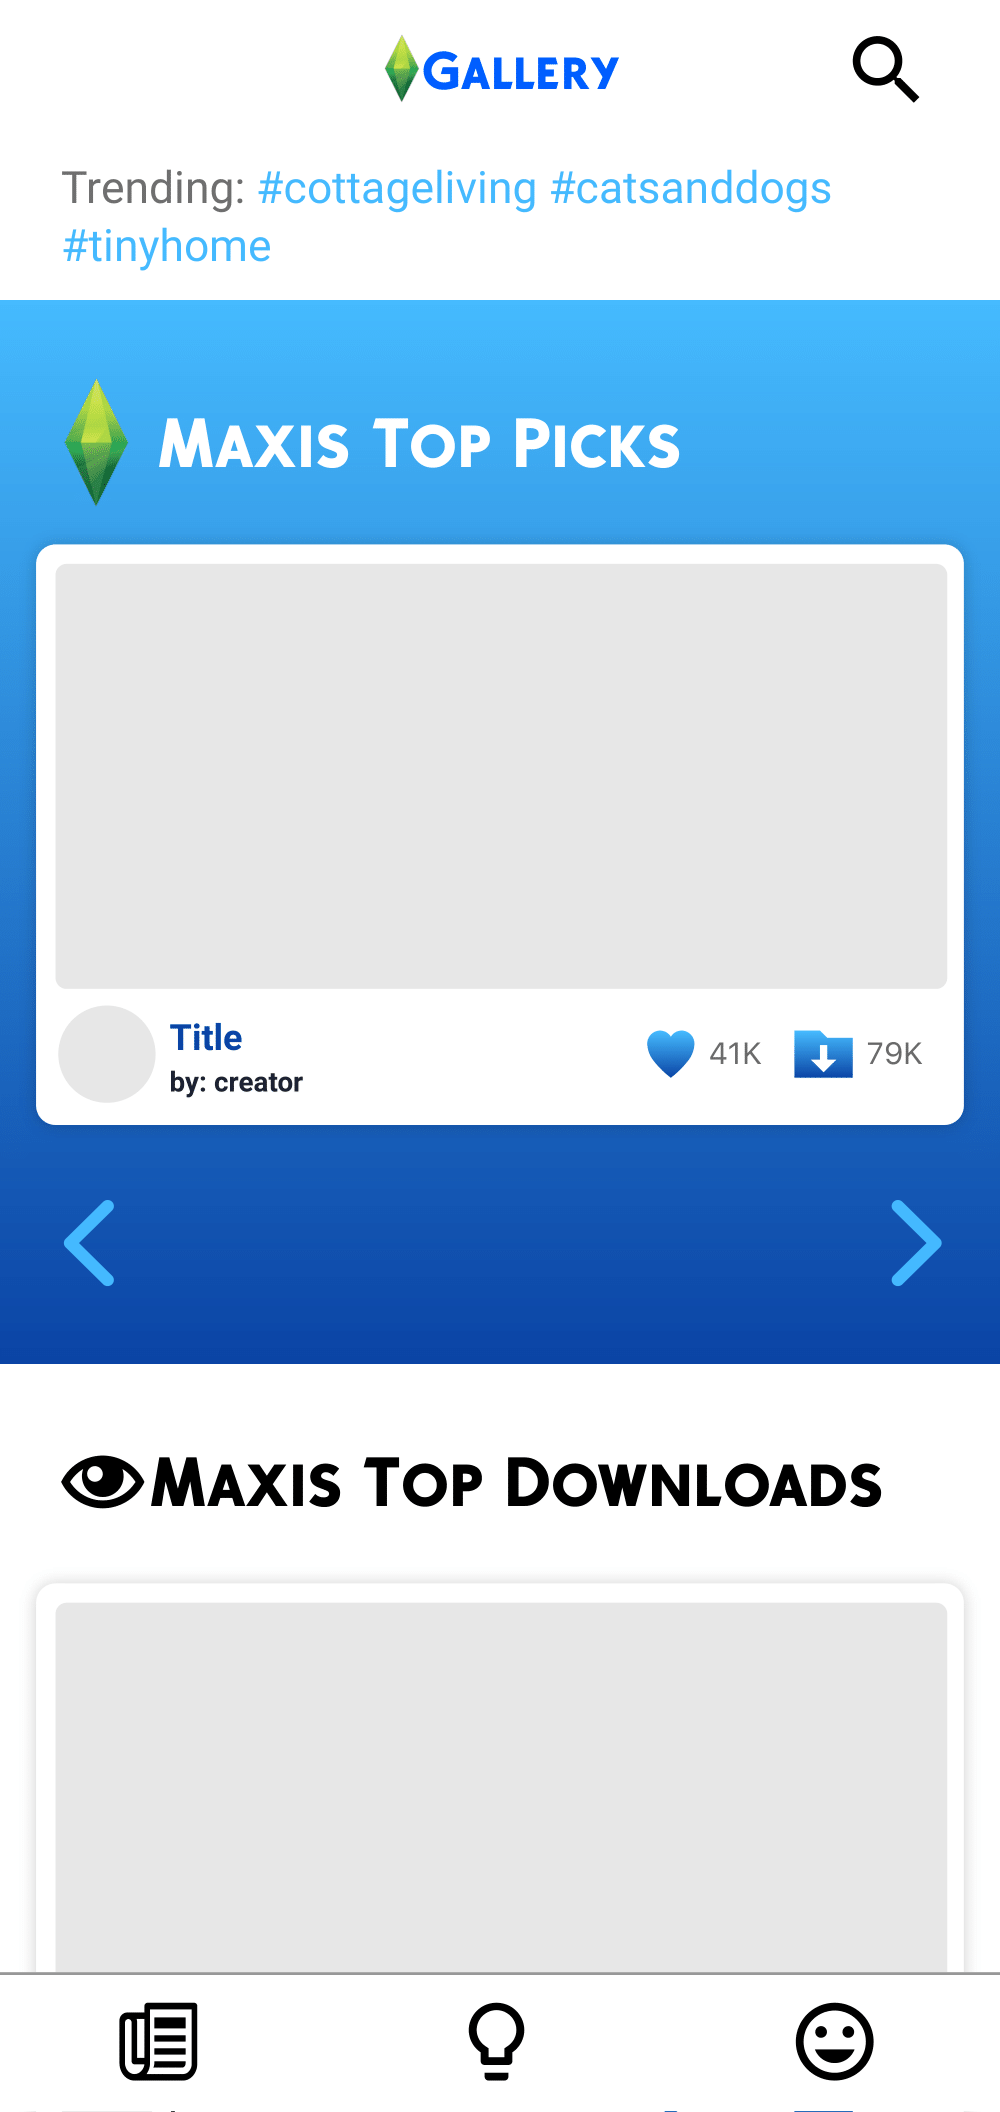 Gallery
Trending: #cottageliving #catsanddogs
#tinyhome
Maxis Top Picks
Title
by: creator
41K
79K
Maxis Top Downloads